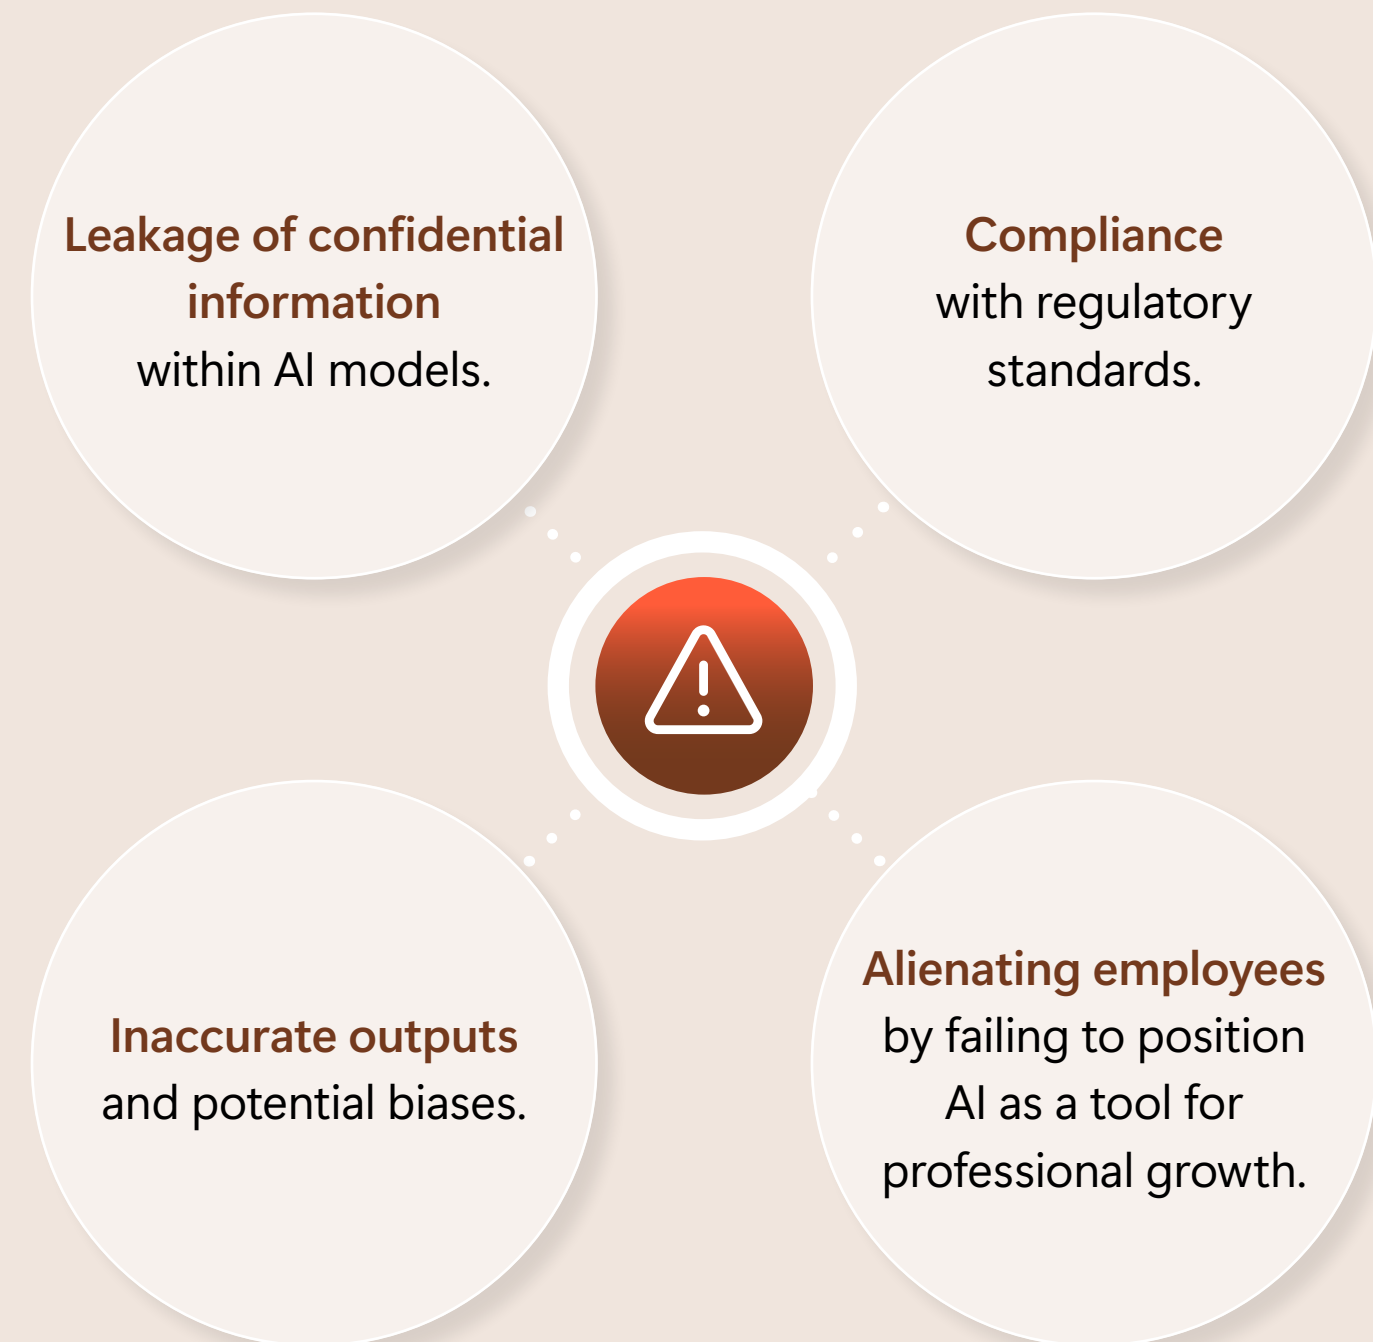 Leakage of confidential
information
within AI models.
Compliance
with regulatory
standards.
Inaccurate outputs
and potential biases.
Alienating employees
by failing to position
AI as a tool for
professional growth.